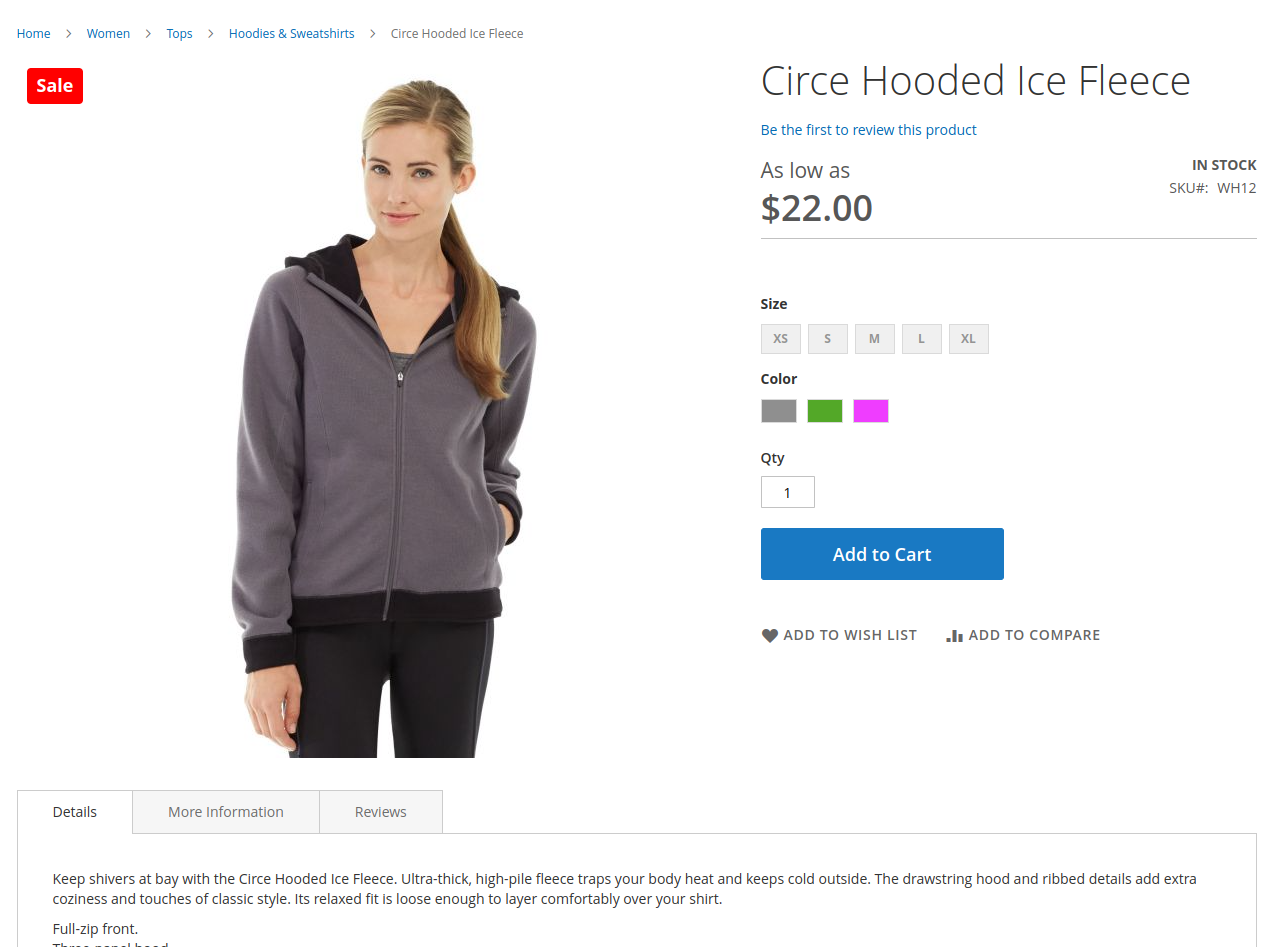 Home > Women > Tops > Hoodies & Sweatshirts > Circe Hooded Ice Fleece
Sale
Circe Hooded Ice Fleece
Be the first to review this product
As low as
$22.00
IN STOCK
SKU#: WH12
Size
XS S M L XL
Color
Qty
1
Add to Cart
ADD TO WISH LIST ADD TO COMPARE
Details More Information Reviews
Keep shivers at bay with the Circe Hooded Ice Fleece. Ultra-thick, high-pile fleece traps your body heat and keeps cold outside. The drawstring hood and ribbed details add extra
coziness and touches of classic style. Its relaxed fit is loose enough to layer comfortably over your shirt.
Full-zip front.
Three-panel hood.